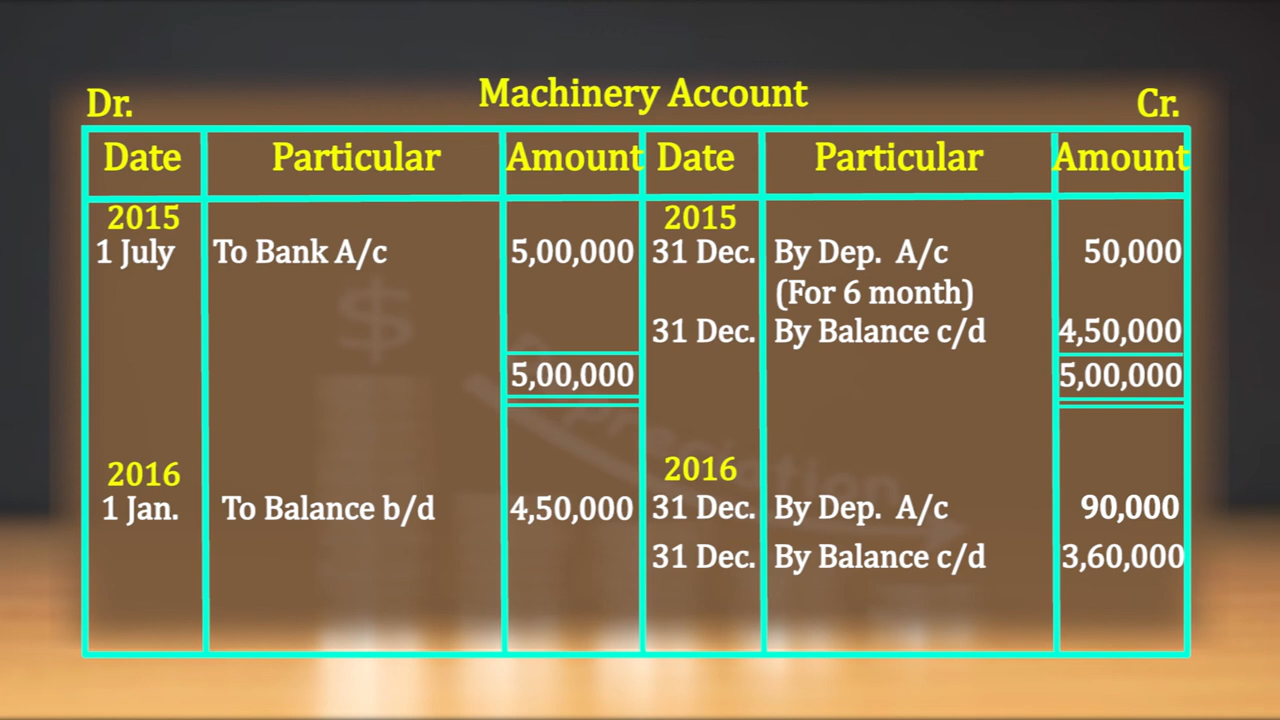 Machinery Account
Dr. Cr.
Date Particular Amount Date Particular Amount
2015 2015
1 July To Bank A/c 5,00,000 31 Dec. By Dep. A/c 50,000
(For 6 month)
31 Dec. By Balance c/d 4,50,000
5,00,000 5,00,000
2016 2016
1 Jan. To Balance b/d 4,50,000 31 Dec. By Dep. A/c 90,000
31 Dec. By Balance c/d 3,60,000
$
Depreciation